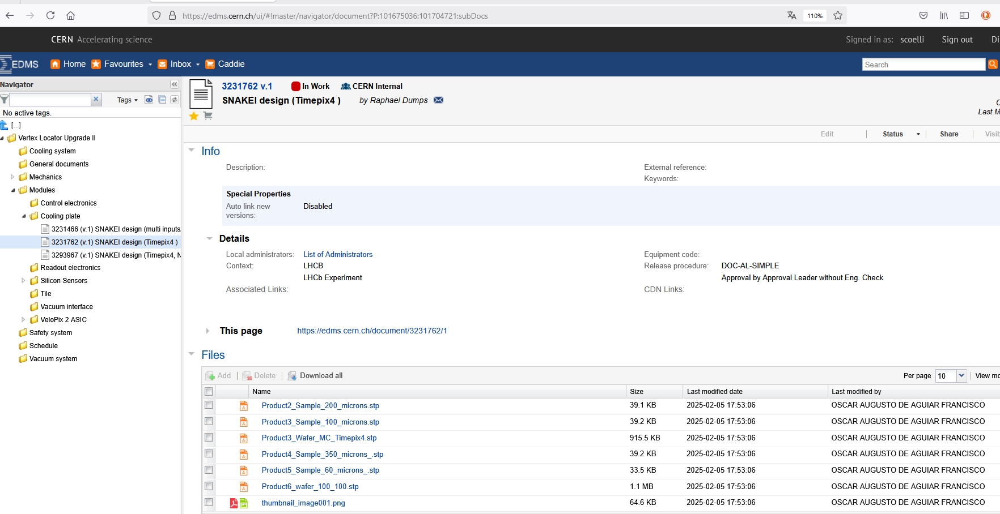 https://edms.cern.ch/ui/#!master/navigator/document?P:101675036:101704721:subDocs
110%
CERN Accelerating science
Signed in as: scoelli Sign out Di
EDMS Home Favourites Inbox Caddie
Search
Navigator
Tags
No active tags.
[...]
Vertex Locator Upgrade II
Cooling system
General documents
Mechanics
Modules
Control electronics
Cooling plate
3231466 (v.1) SNAKEI design (multi inputs
3231762 (v.1) SNAKEI design (Timepix4 )
3293967 (v.1) SNAKEI design (Timepix4, N
Readout electronics
Silicon Sensors
Tile
Vacuum interface
VeloPix 2 ASIC
Safety system
Schedule
Vacuum system
3231762 v.1 In Work CERN Internal
SNAKEI design (Timepix4 ) by Raphael Dumps
Last M
Edit Status Share Visib
Info
Description: External reference:
Keywords:
Special Properties
Auto link new versions: Disabled
Details
Local administrators: List of Administrators Equipment code:
Context: LHCB Release procedure: DOC-AL-SIMPLE
LHCb Experiment Approval by Approval Leader without Eng. Check
Associated Links: CDN Links:
This page https://edms.cern.ch/document/3231762/1
Files
Add Delete Download all Per page 10 View mo
Name Size Last modified date Last modified by
Product2_Sample_200_microns.stp 39.1 KB 2025-02-05 17:53:06 OSCAR AUGUSTO DE AGUIAR FRANCISCO
Product3_Sample_100_microns.stp 39.2 KB 2025-02-05 17:53:06 OSCAR AUGUSTO DE AGUIAR FRANCISCO
Product3_Wafer_MC_Timepix4.stp 915.5 KB 2025-02-05 17:53:06 OSCAR AUGUSTO DE AGUIAR FRANCISCO
Product4_Sample_350_microns_.stp 39.2 KB 2025-02-05 17:53:06 OSCAR AUGUSTO DE AGUIAR FRANCISCO
Product5_Sample_60_microns_.stp 33.5 KB 2025-02-05 17:53:06 OSCAR AUGUSTO DE AGUIAR FRANCISCO
Product6_wafer_100_100.stp 1.1 MB 2025-02-05 17:53:06 OSCAR AUGUSTO DE AGUIAR FRANCISCO
thumbnail_image001.png 64.6 KB 2025-02-05 17:53:06 OSCAR AUGUSTO DE AGUIAR FRANCISCO